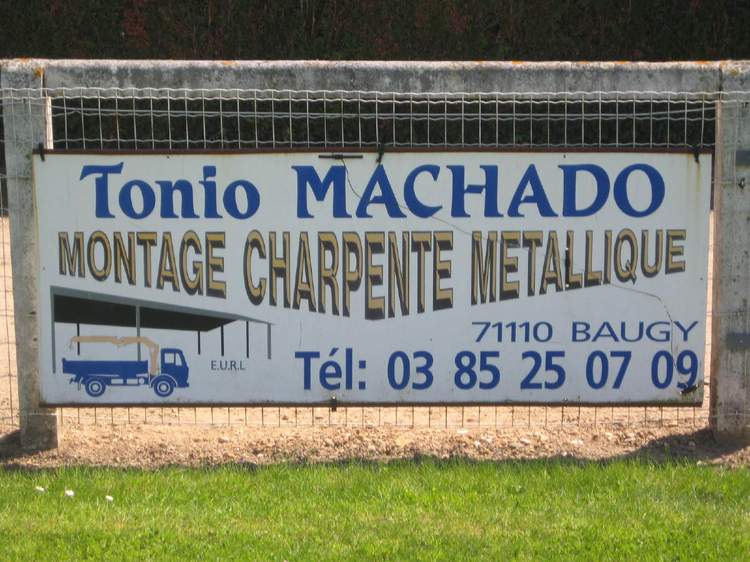 Tonio MACHADO
MONTAGE CHARPENTE METALLIQUE
71110 BAUGY
E.U.R.L
Tél: 03 85 25 07 09